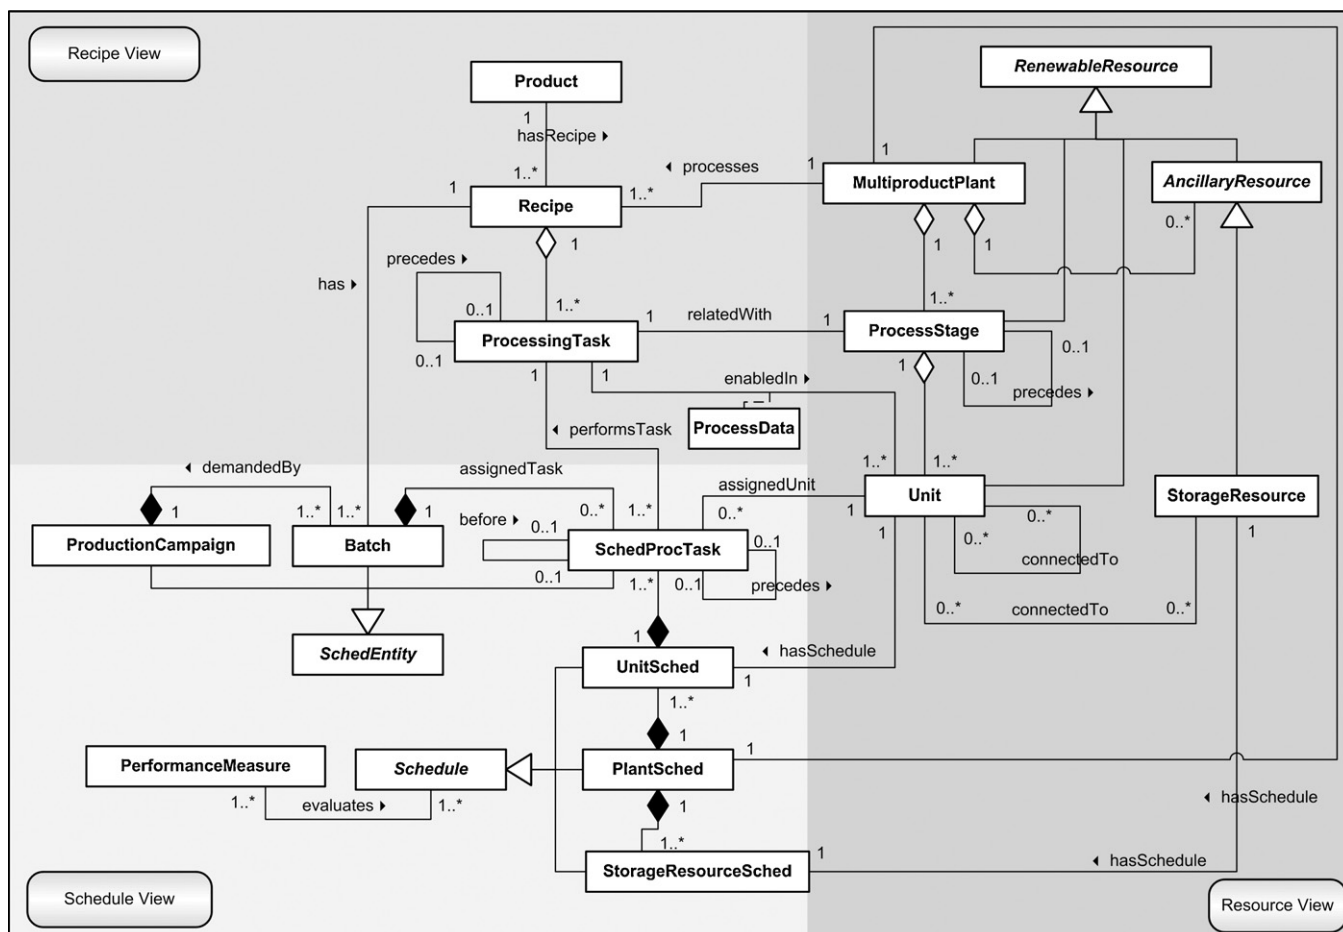 Recipe View
RenewableResource
Product
1
hasRecipe
1..*
1
processes
1
1
1
1..*
Recipe
MultiproductPlant
AncillaryResource
0..*
1
1
1
precedes
has
0..1
1..*
1..*
0..1
ProcessingTask
1
relatedWith
1
ProcessStage
0..1
1
1
1
0..1
precedes
enabledIn
ProcessData
performsTask
demandedBy
assignedTask
1..*
1..*
assignedUnit
Unit
StorageResource
1
1..*
1..*
1
0..*
1..*
0..*
1
1
0..*
0..*
1
before
0..1
0..1
ProductionCampaign
Batch
SchedProcTask
connectedTo
0..1
1..*
0..1
precedes
0..*
connectedTo
0..*
1
SchedEntity
UnitSched
hasSchedule
1
1..*
1
1
PerformanceMeasure
Schedule
PlantSched
1..*
evaluates
1..*
1
hasSchedule
1..*
1
StorageResourceSched
hasSchedule
Schedule View
Resource View